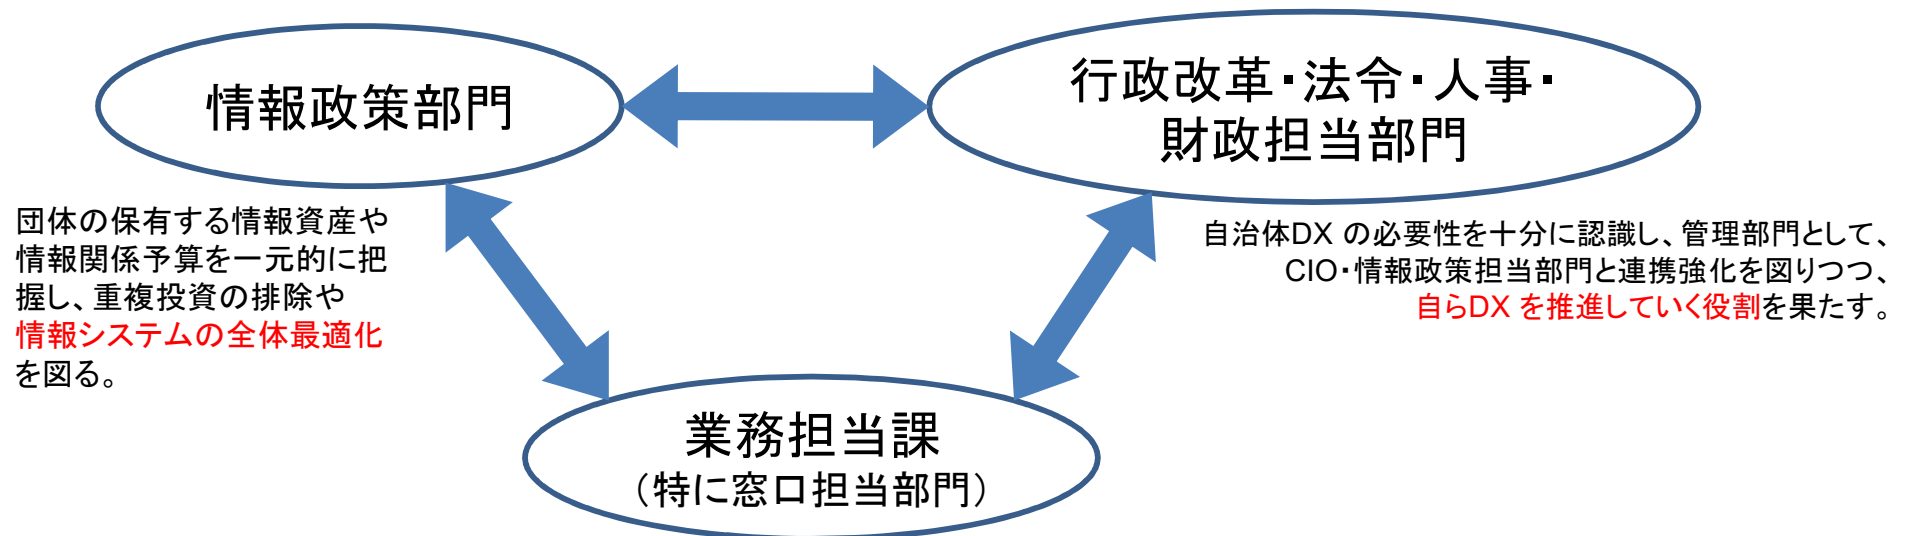 情報政策部門
行政改革・法令・人事・
財政担当部門
団体の保有する情報資産や
情報関係予算を一元的に把
握し、重複投資の排除や
情報システムの全体最適化
を図る。
自治体DX の必要性を十分に認識し、管理部門として、
CIO・情報政策担当部門と連携強化を図りつつ、
自らDX を推進していく役割を果たす。
業務担当課
（特に窓口担当部門）